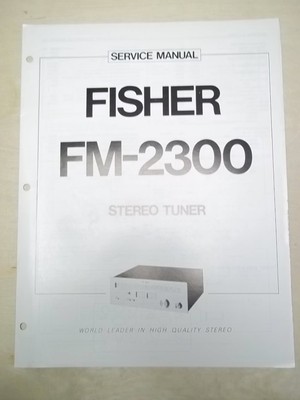 SERVICE MANUAL
FISHER
FM-2300
STEREO TUNER
WORLD LEADER IN HIGH QUALITY STEREO